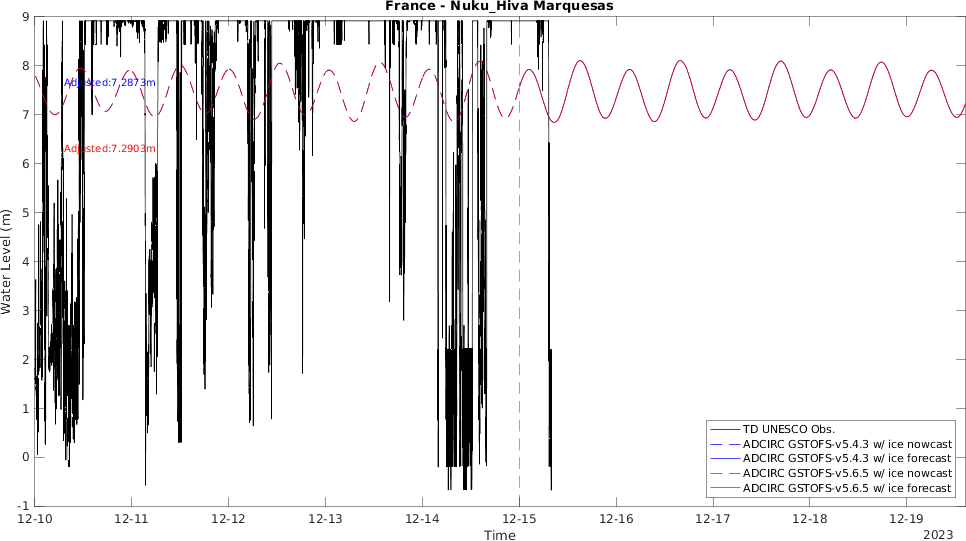 France - Nuku_Hiva Marquesas
9
8
7
6
5
4
3
2
1
0
-1
Water Level (m)
Adjusted:7.2873m
Adjusted:7.2903m
TD UNESCO Obs.
ADCIRC GSTOFS-v5.4.3 w/ ice nowcast
ADCIRC GSTOFS-v5.4.3 w/ ice forecast
ADCIRC GSTOFS-v5.6.5 w/ ice nowcast
ADCIRC GSTOFS-v5.6.5 w/ ice forecast
12-10 12-11 12-12 12-13 12-14 12-15 12-16 12-17 12-18 12-19
Time
2023